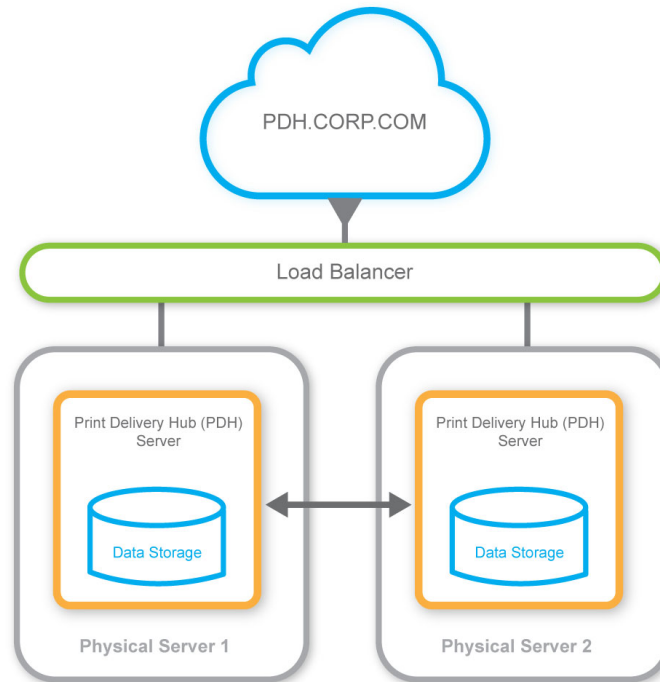 PDH.CORP.COM
Load Balancer
Print Delivery Hub (PDH)
Server
Data Storage
Physical Server 1
Print Delivery Hub (PDH)
Server
Data Storage
Physical Server 2